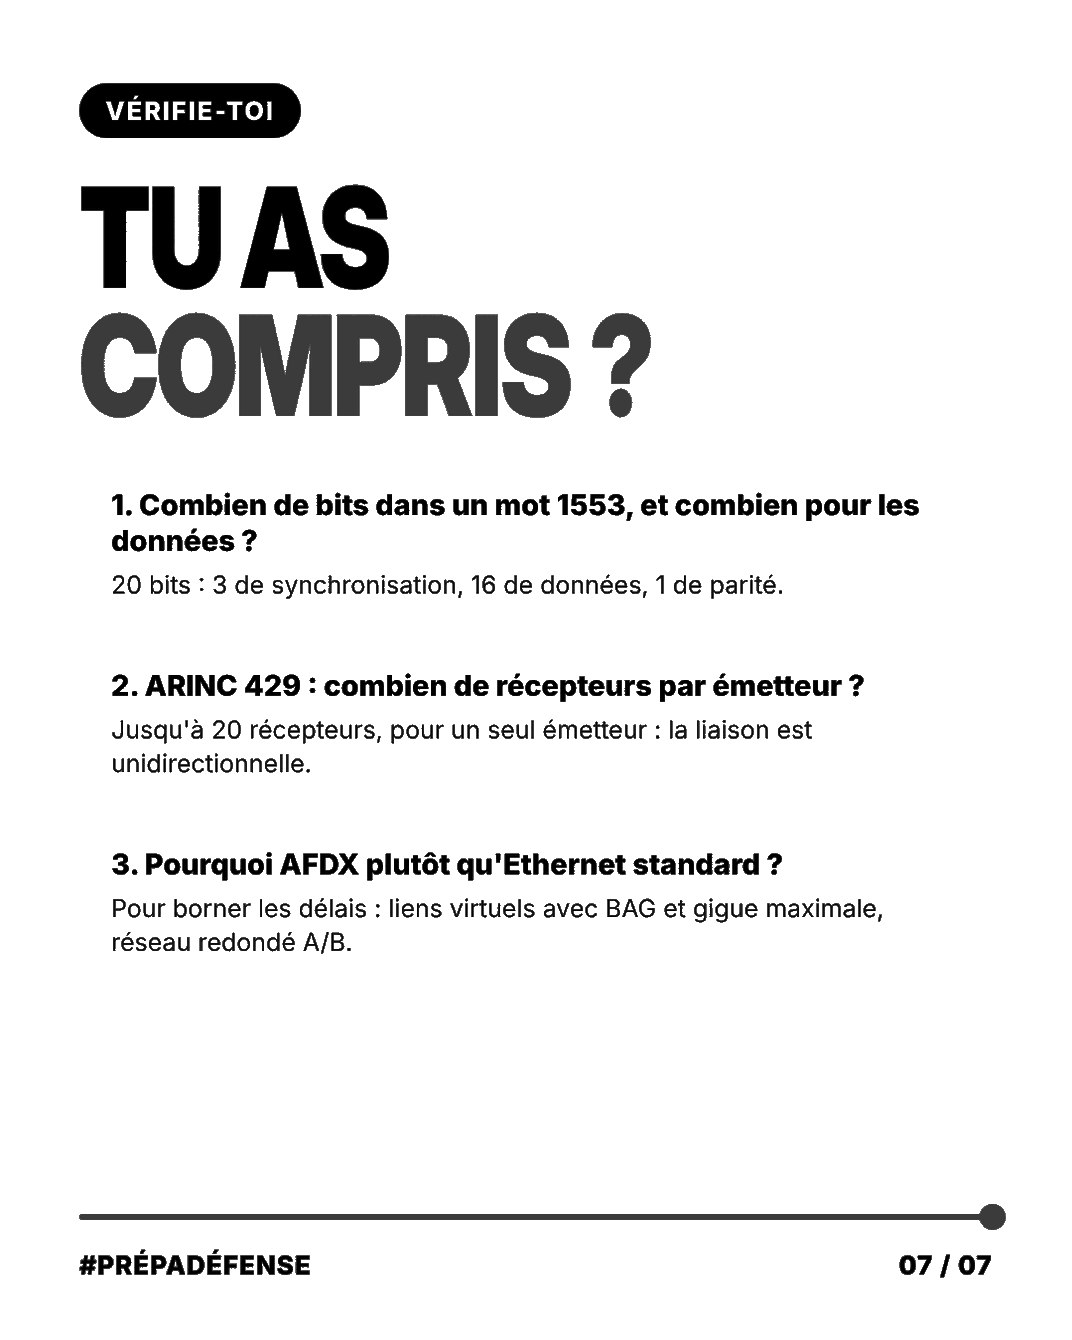 VÉRIFIE-TOI
TU AS
COMPRIS ?
1. Combien de bits dans un mot 1553, et combien pour les
données ?
20 bits : 3 de synchronisation, 16 de données, 1 de parité.
2. ARINC 429 : combien de récepteurs par émetteur ?
Jusqu'à 20 récepteurs, pour un seul émetteur : la liaison est
unidirectionnelle.
3. Pourquoi AFDX plutôt qu'Ethernet standard ?
Pour borner les délais : liens virtuels avec BAG et gigue maximale,
réseau redondé A/B.
#PRÉPADÉFENSE
07 / 07